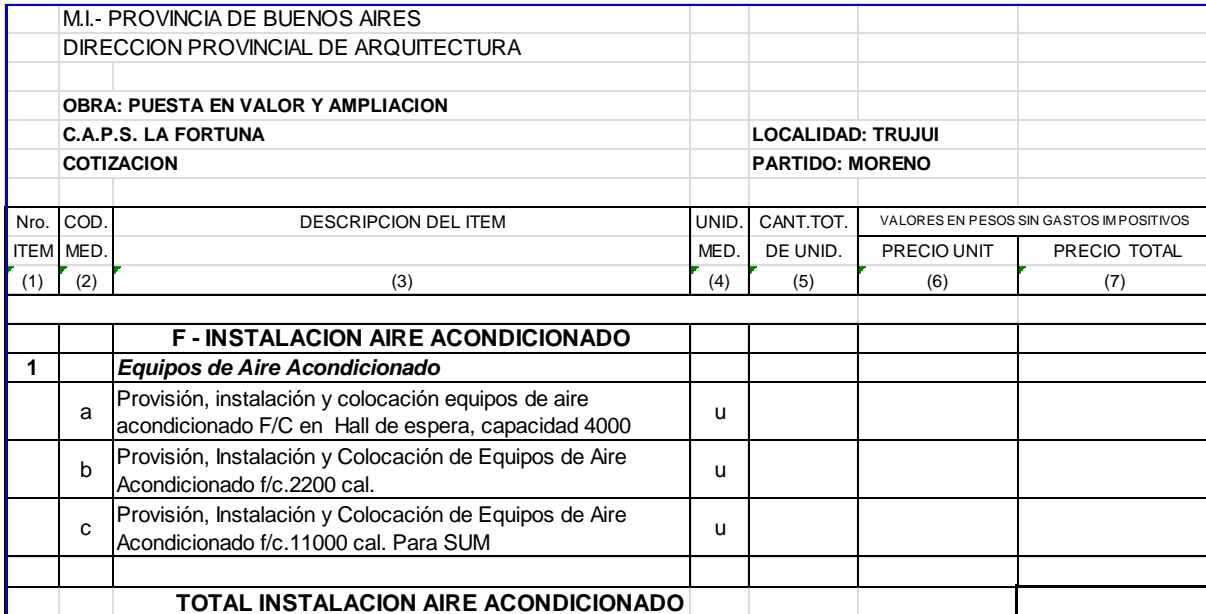 M.I.- PROVINCIA DE BUENOS AIRES
DIRECCION PROVINCIAL DE ARQUITECTURA
OBRA: PUESTA EN VALOR Y AMPLIACION
C.A.P.S. LA FORTUNA LOCALIDAD: TRUJUI
COTIZACION PARTIDO: MORENO
Nro. COD. DESCRIPCION DEL ITEM UNID. CANT.TOT. VALORES EN PESOS SIN GASTOS IMPOSITIVOS
ITEM MED. MED. DE UNID. PRECIO UNIT PRECIO TOTAL
(1) (2) (3) (4) (5) (6) (7)
F - INSTALACION AIRE ACONDICIONADO
1 Equipos de Aire Acondicionado
a Provisión, instalación y colocación equipos de aire u
acondicionado F/C en Hall de espera, capacidad 4000
b Provisión, Instalación y Colocación de Equipos de Aire u
Acondicionado f/c.2200 cal.
c Provisión, Instalación y Colocación de Equipos de Aire u
Acondicionado f/c.11000 cal. Para SUM
TOTAL INSTALACION AIRE ACONDICIONADO